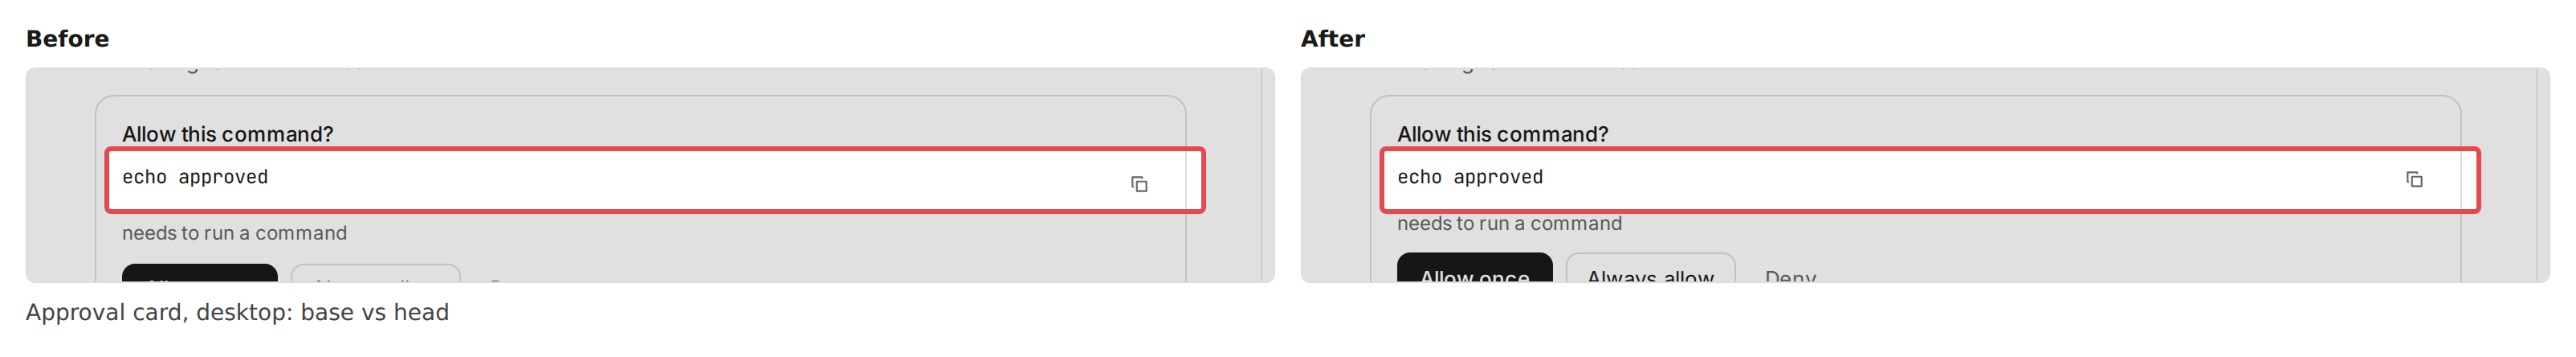 Before
Allow this command?
echo approved
needs to run a command
After
Allow this command?
echo approved
needs to run a command
Allow once
Always allow
Deny
Approval card, desktop: base vs head